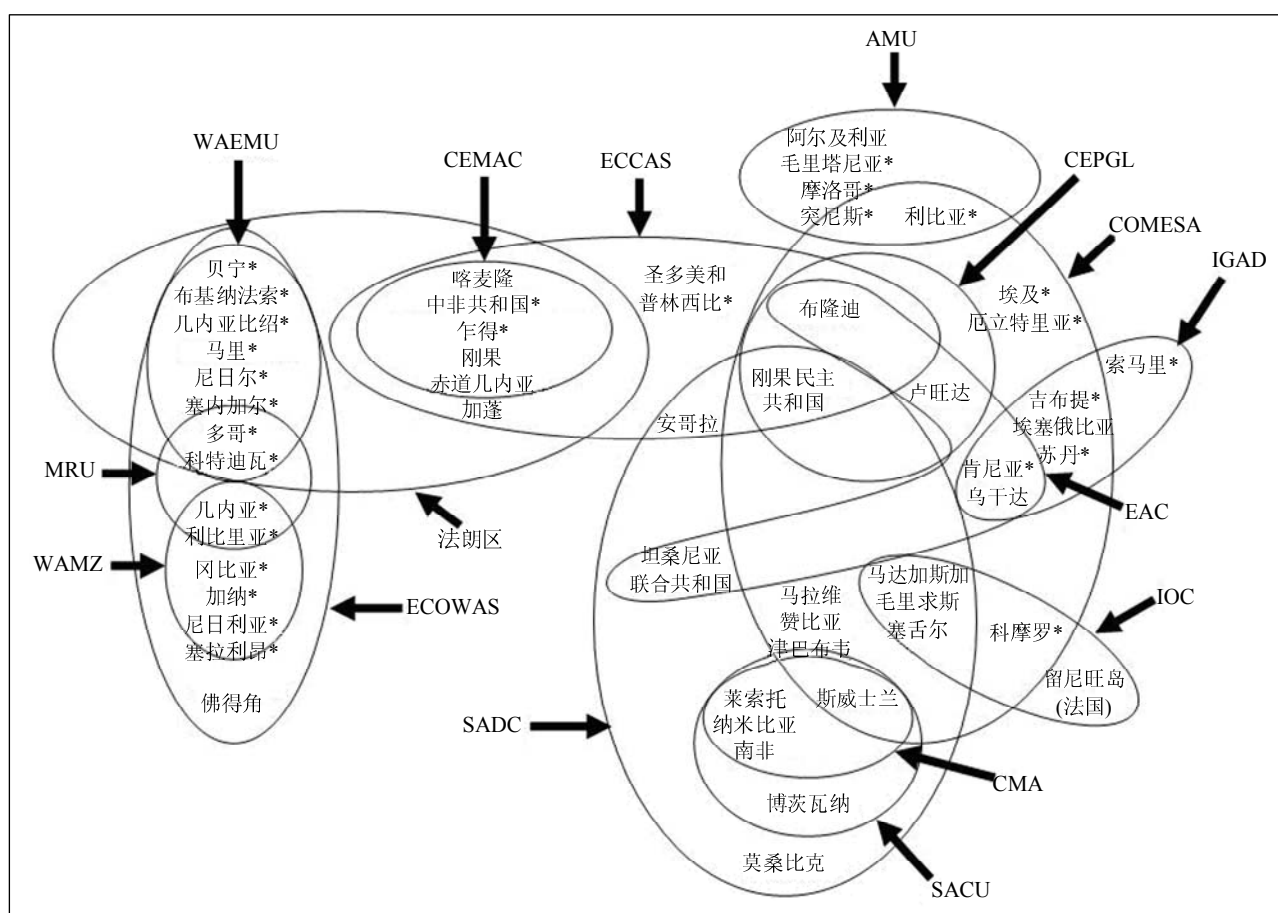 AMU
阿尔及利亚
毛里塔尼亚*
摩洛哥*
突尼斯*
利比亚*
WAEMU
CEMAC
ECCAS
CEPGL
COMESA
IGAD
贝宁*
布基纳法索*
几内亚比绍*
马里*
尼日尔*
塞内加尔*
多哥*
科特迪瓦*
喀麦隆
中非共和国*
乍得*
刚果
赤道几内亚
加蓬
圣多美和
普林西比*
布隆迪
埃及*
厄立特里亚*
索马里*
刚果民主
共和国
卢旺达
安哥拉
吉布提*
埃塞俄比亚
苏丹*
肯尼亚*
乌干达
MRU
几内亚*
利比里亚*
法朗区
EAC
WAMZ
冈比亚*
加纳*
尼日利亚*
塞拉利昂*
ECOWAS
坦桑尼亚
联合共和国
马拉维
赞比亚
津巴布韦
马达加斯加
毛里求斯
塞舌尔
科摩罗*
IOC
留尼旺岛
(法国)
佛得角
SADC
莱索托
纳米比亚
南非
斯威士兰
CMA
博茨瓦纳
莫桑比克
SACU